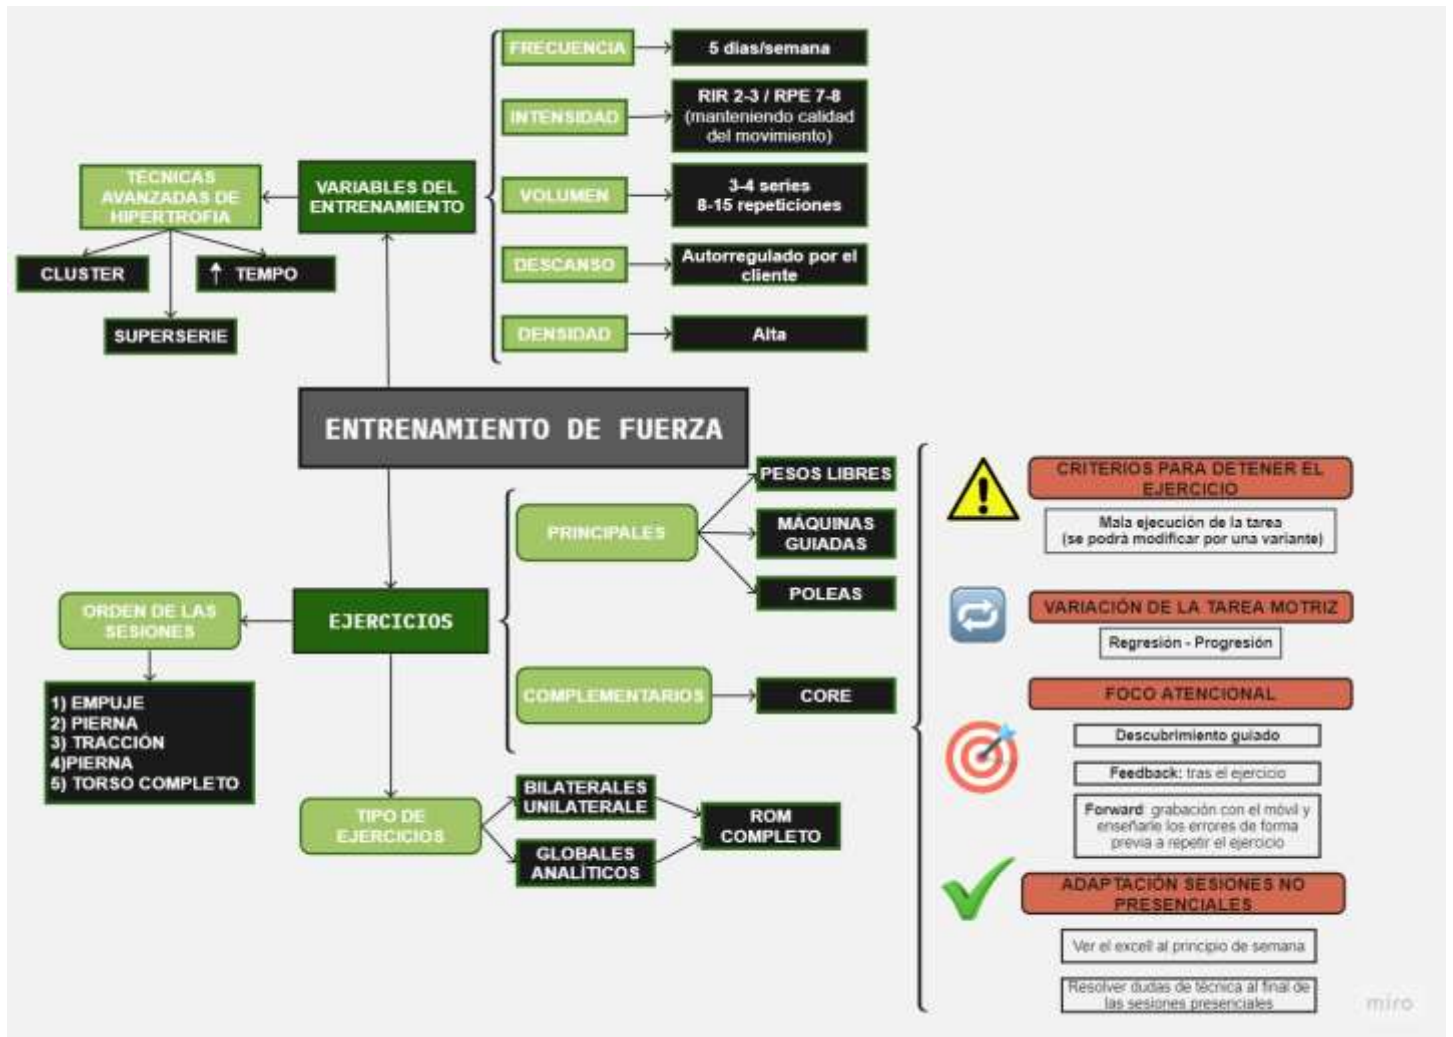 FRECUENCIA
5 dias/semana
INTENSIDAD
RIR 2-3 / RPE 7-8
(manteniendo calidad
del movimiento)
VOLUMEN
3-4 series
8-15 repeticiones
DESCANSO
Autorregulado por el
cliente
DENSIDAD
Alta
VARIABLES DEL
ENTRENAMIENTO
TÉCNICAS
AVANZADAS DE
HIPERTROFIA
CLUSTER
↑ TEMPO
SUPERSERIE
ENTRENAMIENTO DE FUERZA
EJERCICIOS
ORDEN DE LAS
SESIONES
1) EMPUJE
2) PIERNA
3) TRACCIÓN
4)PIERNA
5) TORSO COMPLETO
PRINCIPALES
PESOS LIBRES
MÁQUINAS
GUIADAS
POLEAS
COMPLEMENTARIOS
CORE
TIPO DE
EJERCICIOS
BILATERALES
UNILATERALE
GLOBALES
ANALÍTICOS
ROM
COMPLETO
CRITERIOS PARA DETENER EL
EJERCICIO
Mala ejecución de la tarea
(se podrá modificar por una variante)
VARIACIÓN DE LA TAREA MOTRIZ
Regresión - Progresión
FOCO ATENCIONAL
Descubrimiento guiado
Feedback: tras el ejercicio
Forward: grabación con el móvil y
enseñarle los errores de forma
previa a repetir el ejercicio
ADAPTACIÓN SESIONES NO
PRESENCIALES
Ver el excell al principio de semana
Resolver dudas de técnica al final de
las sesiones presenciales
miro